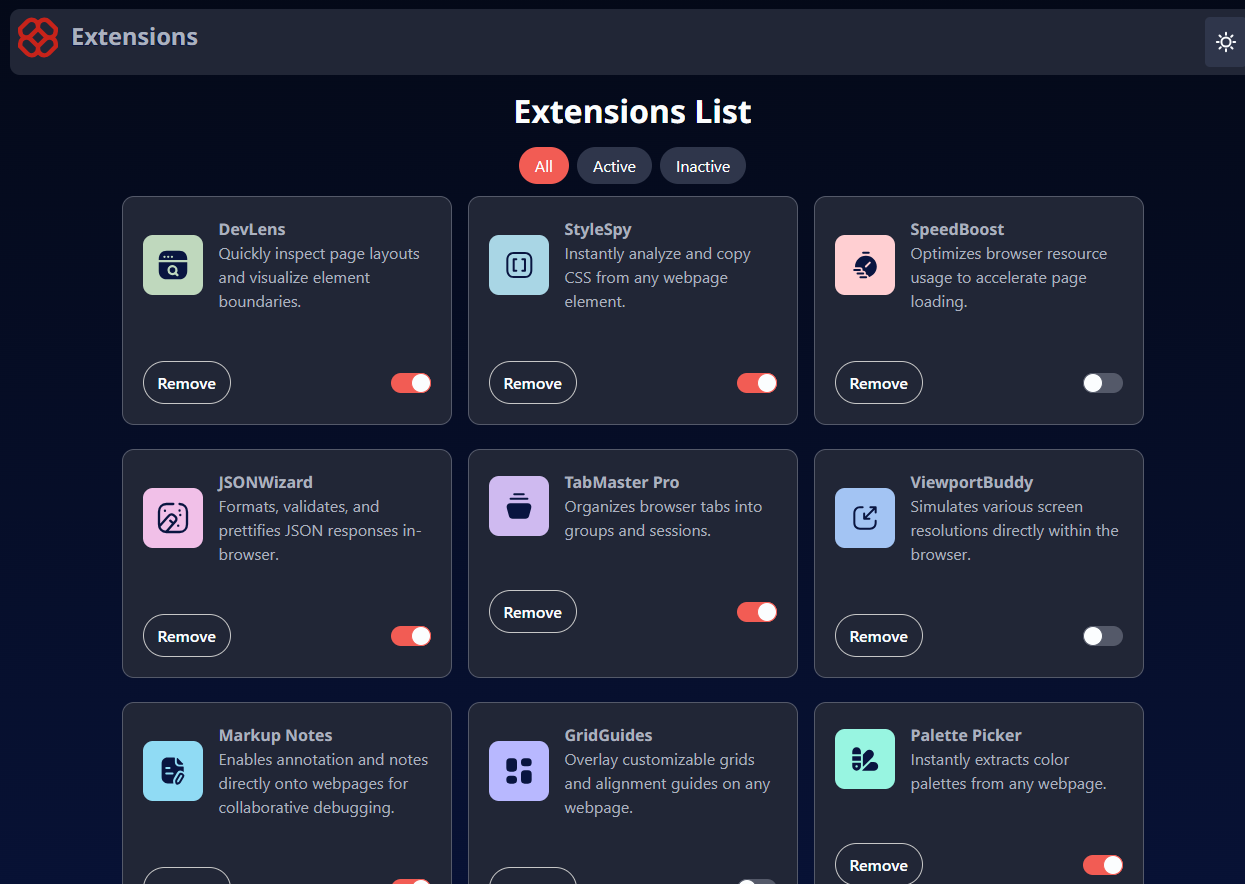 Extensions
Extensions List
All Active Inactive
DevLens
Quickly inspect page layouts
and visualize element
boundaries.
Remove
StyleSpy
Instantly analyze and copy
CSS from any webpage
element.
Remove
SpeedBoost
Optimizes browser resource
usage to accelerate page
loading.
Remove
JSONWizard
Formats, validates, and
prettifies JSON responses in-
browser.
Remove
TabMaster Pro
Organizes browser tabs into
groups and sessions.
Remove
ViewportBuddy
Simulates various screen
resolutions directly within the
browser.
Remove
Markup Notes
Enables annotation and notes
directly onto webpages for
collaborative debugging.
GridGuides
Overlay customizable grids
and alignment guides on any
webpage.
Palette Picker
Instantly extracts color
palettes from any webpage.
Remove